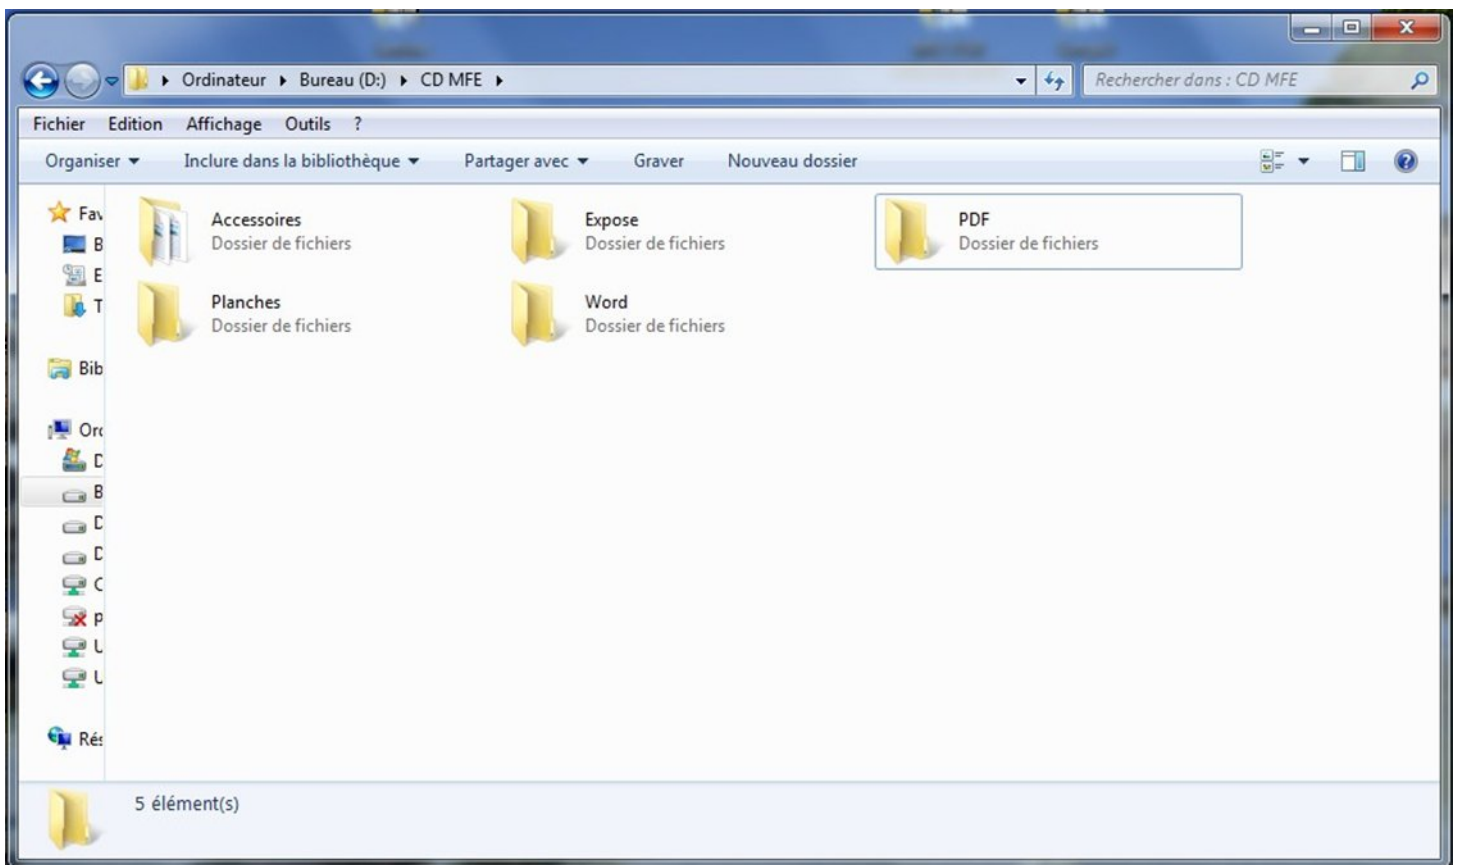 Ordinateur Bureau (D:) CD MFE
Rechercher dans : CD MFE
Fichier Edition Affichage Outils ?
Organiser Inclure dans la bibliothèque Partager avec Graver Nouveau dossier
Fav
B
E
T
Bib
Ord
D
B
D
D
C
p
U
U
Rés
Accessoires
Dossier de fichiers
Expose
Dossier de fichiers
PDF
Dossier de fichiers
Planches
Dossier de fichiers
Word
Dossier de fichiers
5 élément(s)